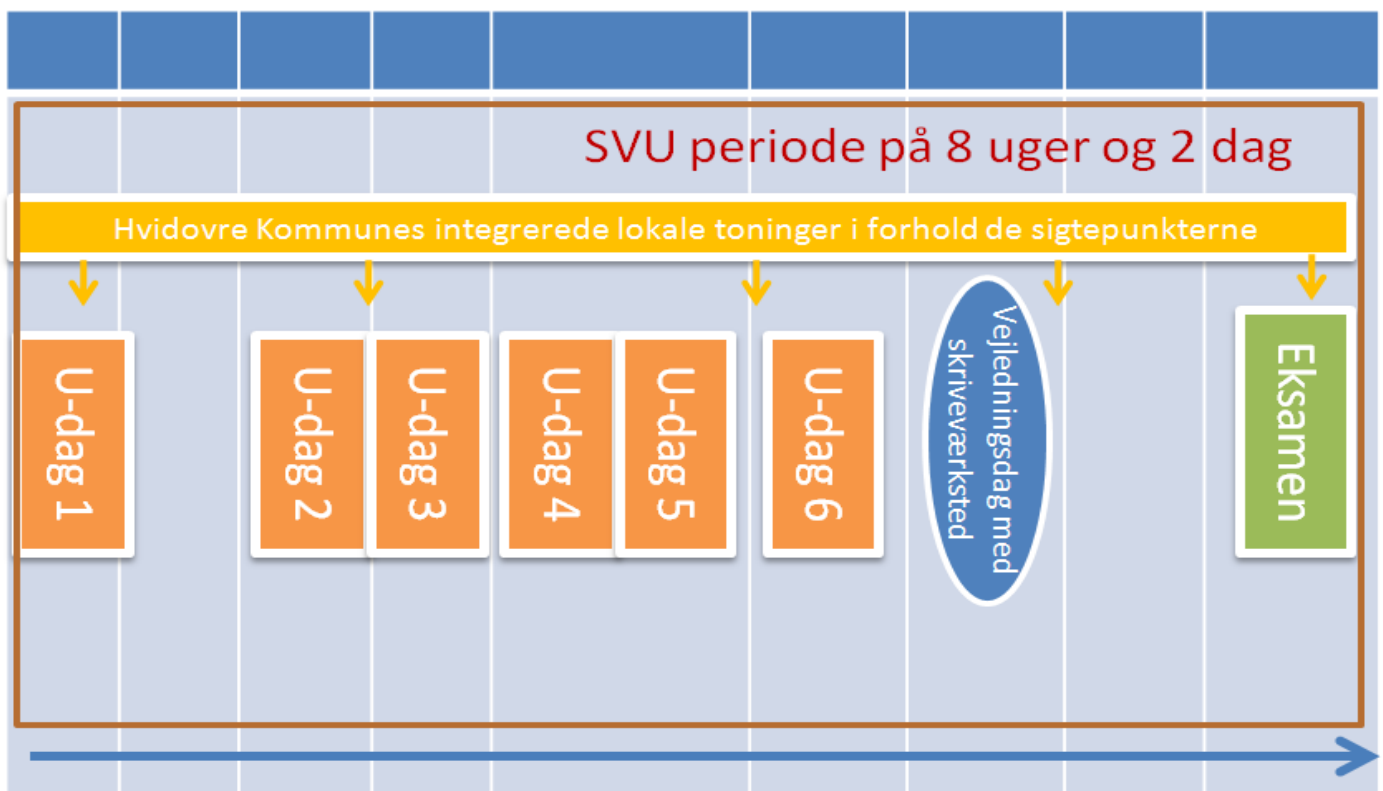 SVU periode på 8 uger og 2 dag
Hvidovre Kommunes integrerede lokale toninger i forhold de sigtepunkterne
U-dag 1
U-dag 2
U-dag 3
U-dag 4
U-dag 5
U-dag 6
Vejledningsdag med
skriveværksted
Eksamen